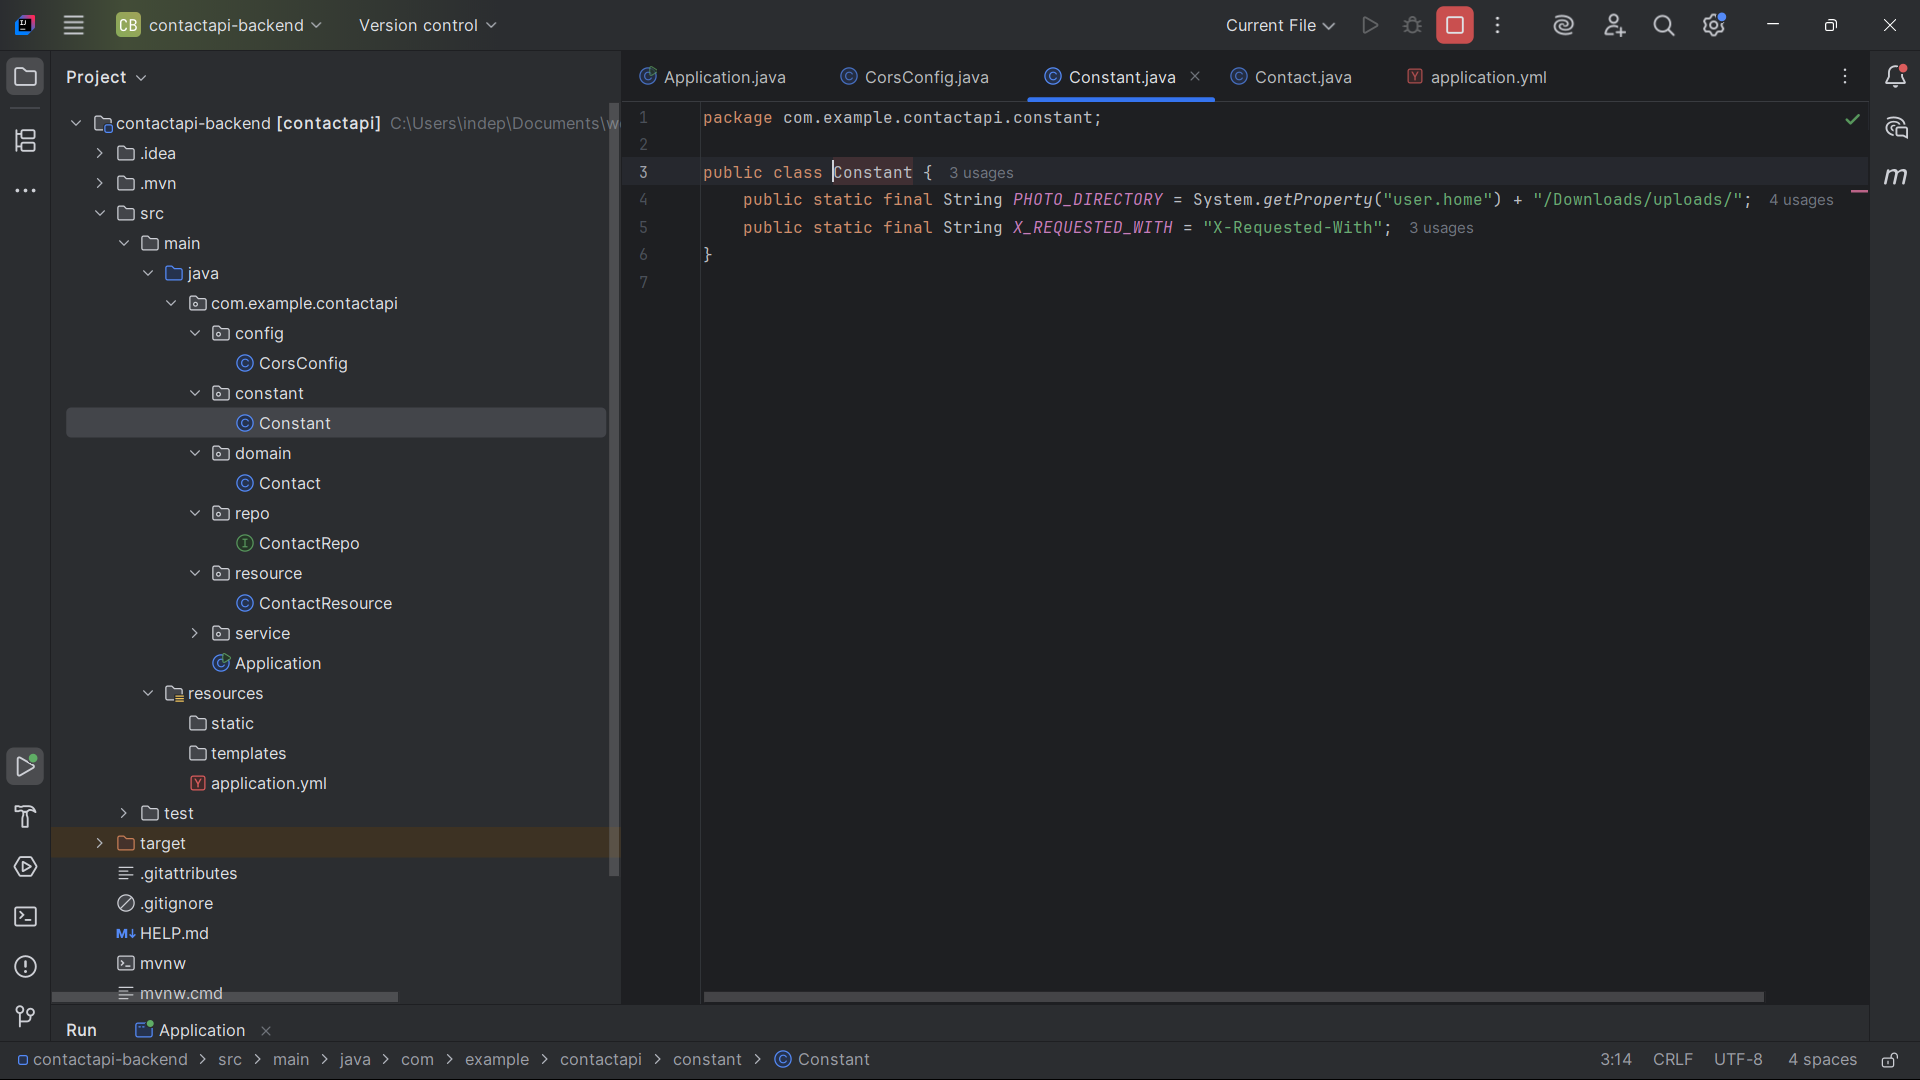 CB contactapi-backend Version control Current File
Project
Application.java CorsConfig.java Constant.java Contact.java application.yml
contactapi-backend [contactapi] C:\Users\indep\Documents\w
.idea
.mvn
src
main
java
com.example.contactapi
config
CorsConfig
constant
Constant
domain
Contact
repo
ContactRepo
resource
ContactResource
service
Application
resources
static
templates
application.yml
test
target
.gitattributes
.gitignore
M↓ HELP.md
mvnw
mvnw.cmd
1 package com.example.contactapi.constant;
2
3 public class Constant { 3 usages
4 public static final String PHOTO_DIRECTORY = System.getProperty("user.home") + "/Downloads/uploads/"; 4 usages
5 public static final String X_REQUESTED_WITH = "X-Requested-With"; 3 usages
6 }
7
m
Run Application
contactapi-backend > src > main > java > com > example > contactapi > constant > Constant 3:14 CRLF UTF-8 4 spaces